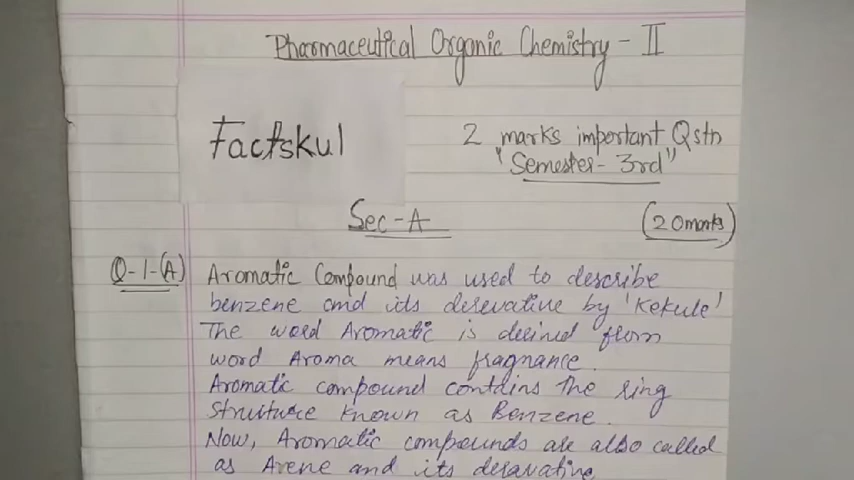 Pharmaceutical Organic Chemistry - II
Factskul
2 marks important Qstn
"Semester - 3rd"
Sec-A
(20 marks)
Q-1-(A) Aromatic Compound was used to describe
benzene and its deravative by 'Kekule'
The word Aromatic is derived from
word Aroma means fragnance.
Aromatic compound contains the ring
structure known as Benzene.
Now, Aromatic compounds are also called
as Arene and its deravative